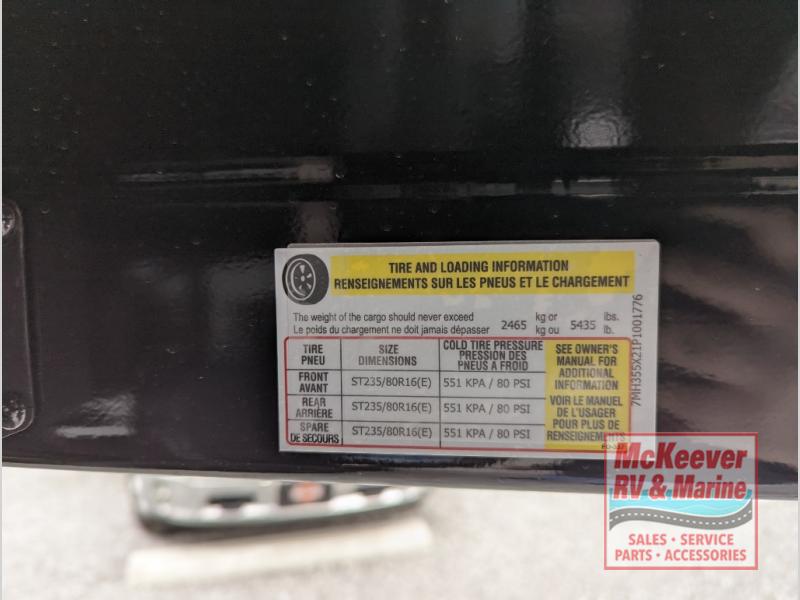 TIRE AND LOADING INFORMATION
RENSEIGNEMENTS SUR LES PNEUS ET LE CHARGEMENT
The weight of the cargo should never exceed 2465 kg or 5435 lbs.
Le poids du chargement ne doit jamais dépasser kg ou lb.
TIRE PNEU
SIZE DIMENSIONS
COLD TIRE PRESSURE
PRESSION DES
PNEUS A FROID
SEE OWNER'S
MANUAL FOR
ADDITIONAL
INFORMATION
VOIR LE MANUEL
DE L'USAGER
POUR PLUS DE
RENSEIGNEMENTS
FRONT AVANT ST235/80R16(E) 551 KPA / 80 PSI
REAR ARRIÈRE ST235/80R16(E) 551 KPA / 80 PSI
SPARE DE SECOURS ST235/80R16(E) 551 KPA / 80 PSI
7MH355X21P1001776
McKeever
RV & Marine
SALES • SERVICE
PARTS • ACCESSORIES